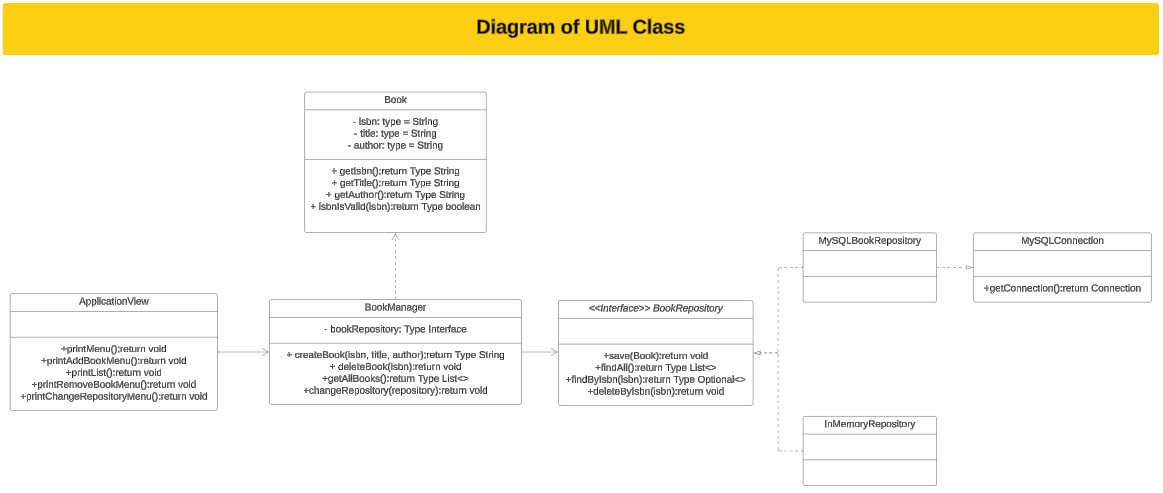 Diagram of UML Class
Book
- isbn: type = String
- title: type = String
- author: type = String
+ getIsbn();return Type String
+ getTitle();return Type String
+ getAuthor():return Type String
+ isbnIsValid(isbn):return Type boolean
ApplicationView
+printMenu():return void
+printAddBookMenu():return void
+printList():return void
+printRemoveBookMenu():return void
+printChangeRepositoryMenu():return void
BookManager
- bookRepository: Type Interface
+ createBook(isbn, title, author):return Type String
+ deleteBook(isbn):return void
+getAllBooks():return Type List<>
+changeRepository(repository):return void
<<Interface>> BookRepository
+save(Book):return void
+findAll():return Type List<>
+findByIsbn(isbn):return Type Optional<>
+deleteByIsbn(isbn):return void
MySQLBookRepository
MySQLConnection
+getConnection():return Connection
InMemoryRepository